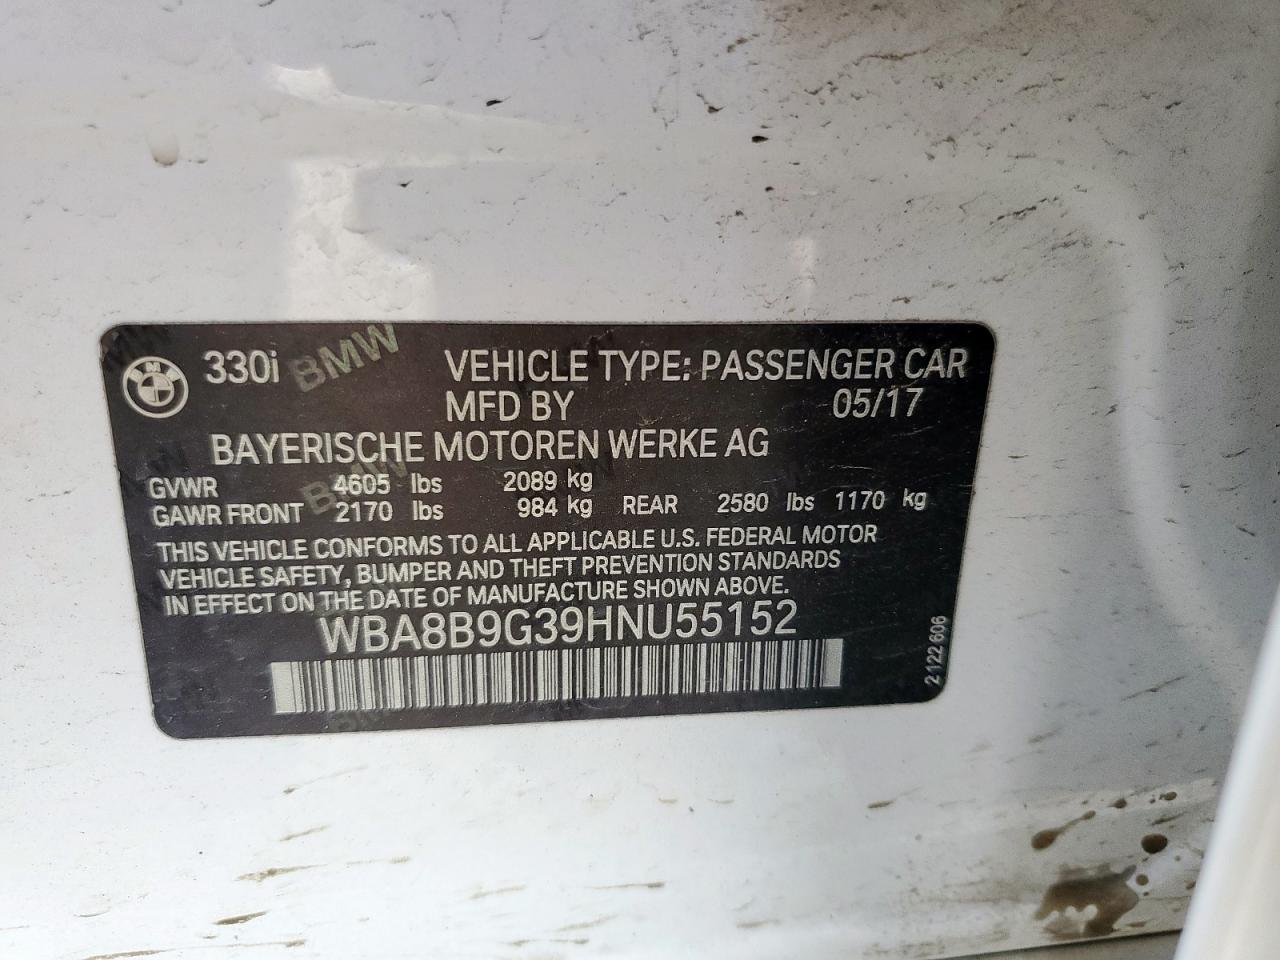 330i VEHICLE TYPE: PASSENGER CAR
MFD BY 05/17
BAYERISCHE MOTOREN WERKE AG
GVWR 4605 lbs 2089 kg
GAWR FRONT 2170 lbs 984 kg REAR 2580 lbs 1170 kg
THIS VEHICLE CONFORMS TO ALL APPLICABLE U.S. FEDERAL MOTOR
VEHICLE SAFETY, BUMPER AND THEFT PREVENTION STANDARDS
IN EFFECT ON THE DATE OF MANUFACTURE SHOWN ABOVE.
WBA8B9G39HNU55152
2 122 606
BMW
BMW
BMW